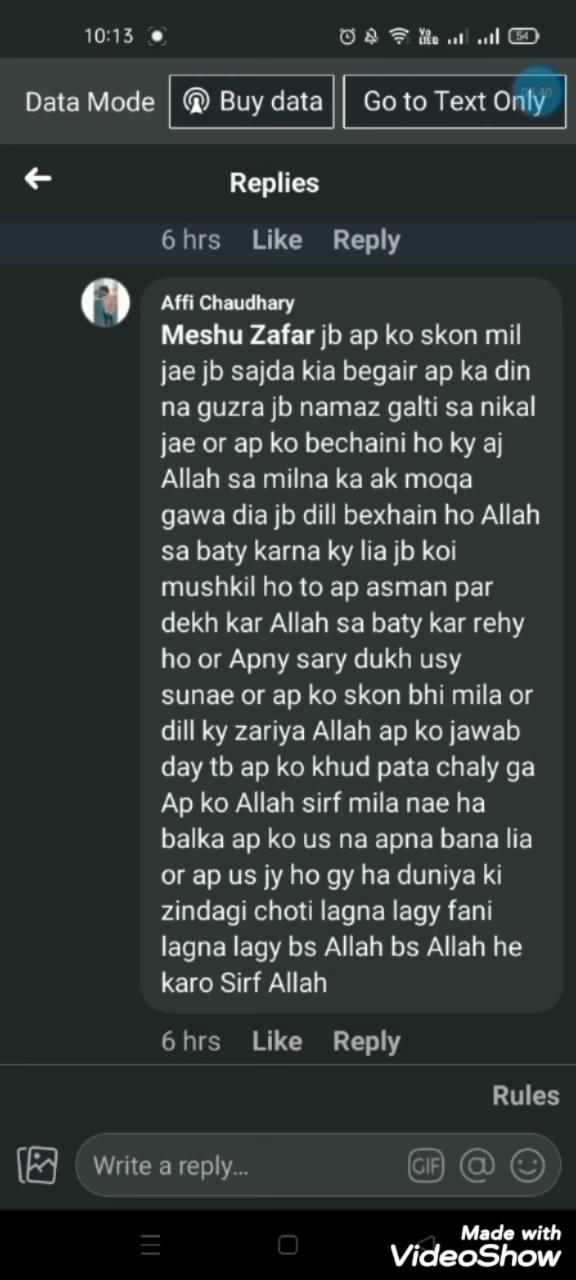 10:13
Vo LTED
54
Data Mode
Buy data
Go to Text Only
Replies
6 hrs Like Reply
Affi Chaudhary
Meshu Zafar jb ap ko skon mil
jae jb sajda kia begair ap ka din
na guzra jb namaz galti sa nikal
jae or ap ko bechaini ho ky aj
Allah sa milna ka ak moqa
gawa dia jb dill bexhain ho Allah
sa baty karna ky lia jb koi
mushkil ho to ap asman par
dekh kar Allah sa baty kar rehy
ho or Apny sary dukh usy
sunae or ap ko skon bhi mila or
dill ky zariya Allah ap ko jawab
day tb ap ko khud pata chaly ga
Ap ko Allah sirf mila nae ha
balka ap ko us na apna bana lia
or ap us jy ho gy ha duniya ki
zindagi choti lagna lagy fani
lagna lagy bs Allah bs Allah he
karo Sirf Allah
6 hrs Like Reply
Rules
Write a reply...
GIF
@
Made with
VideoShow